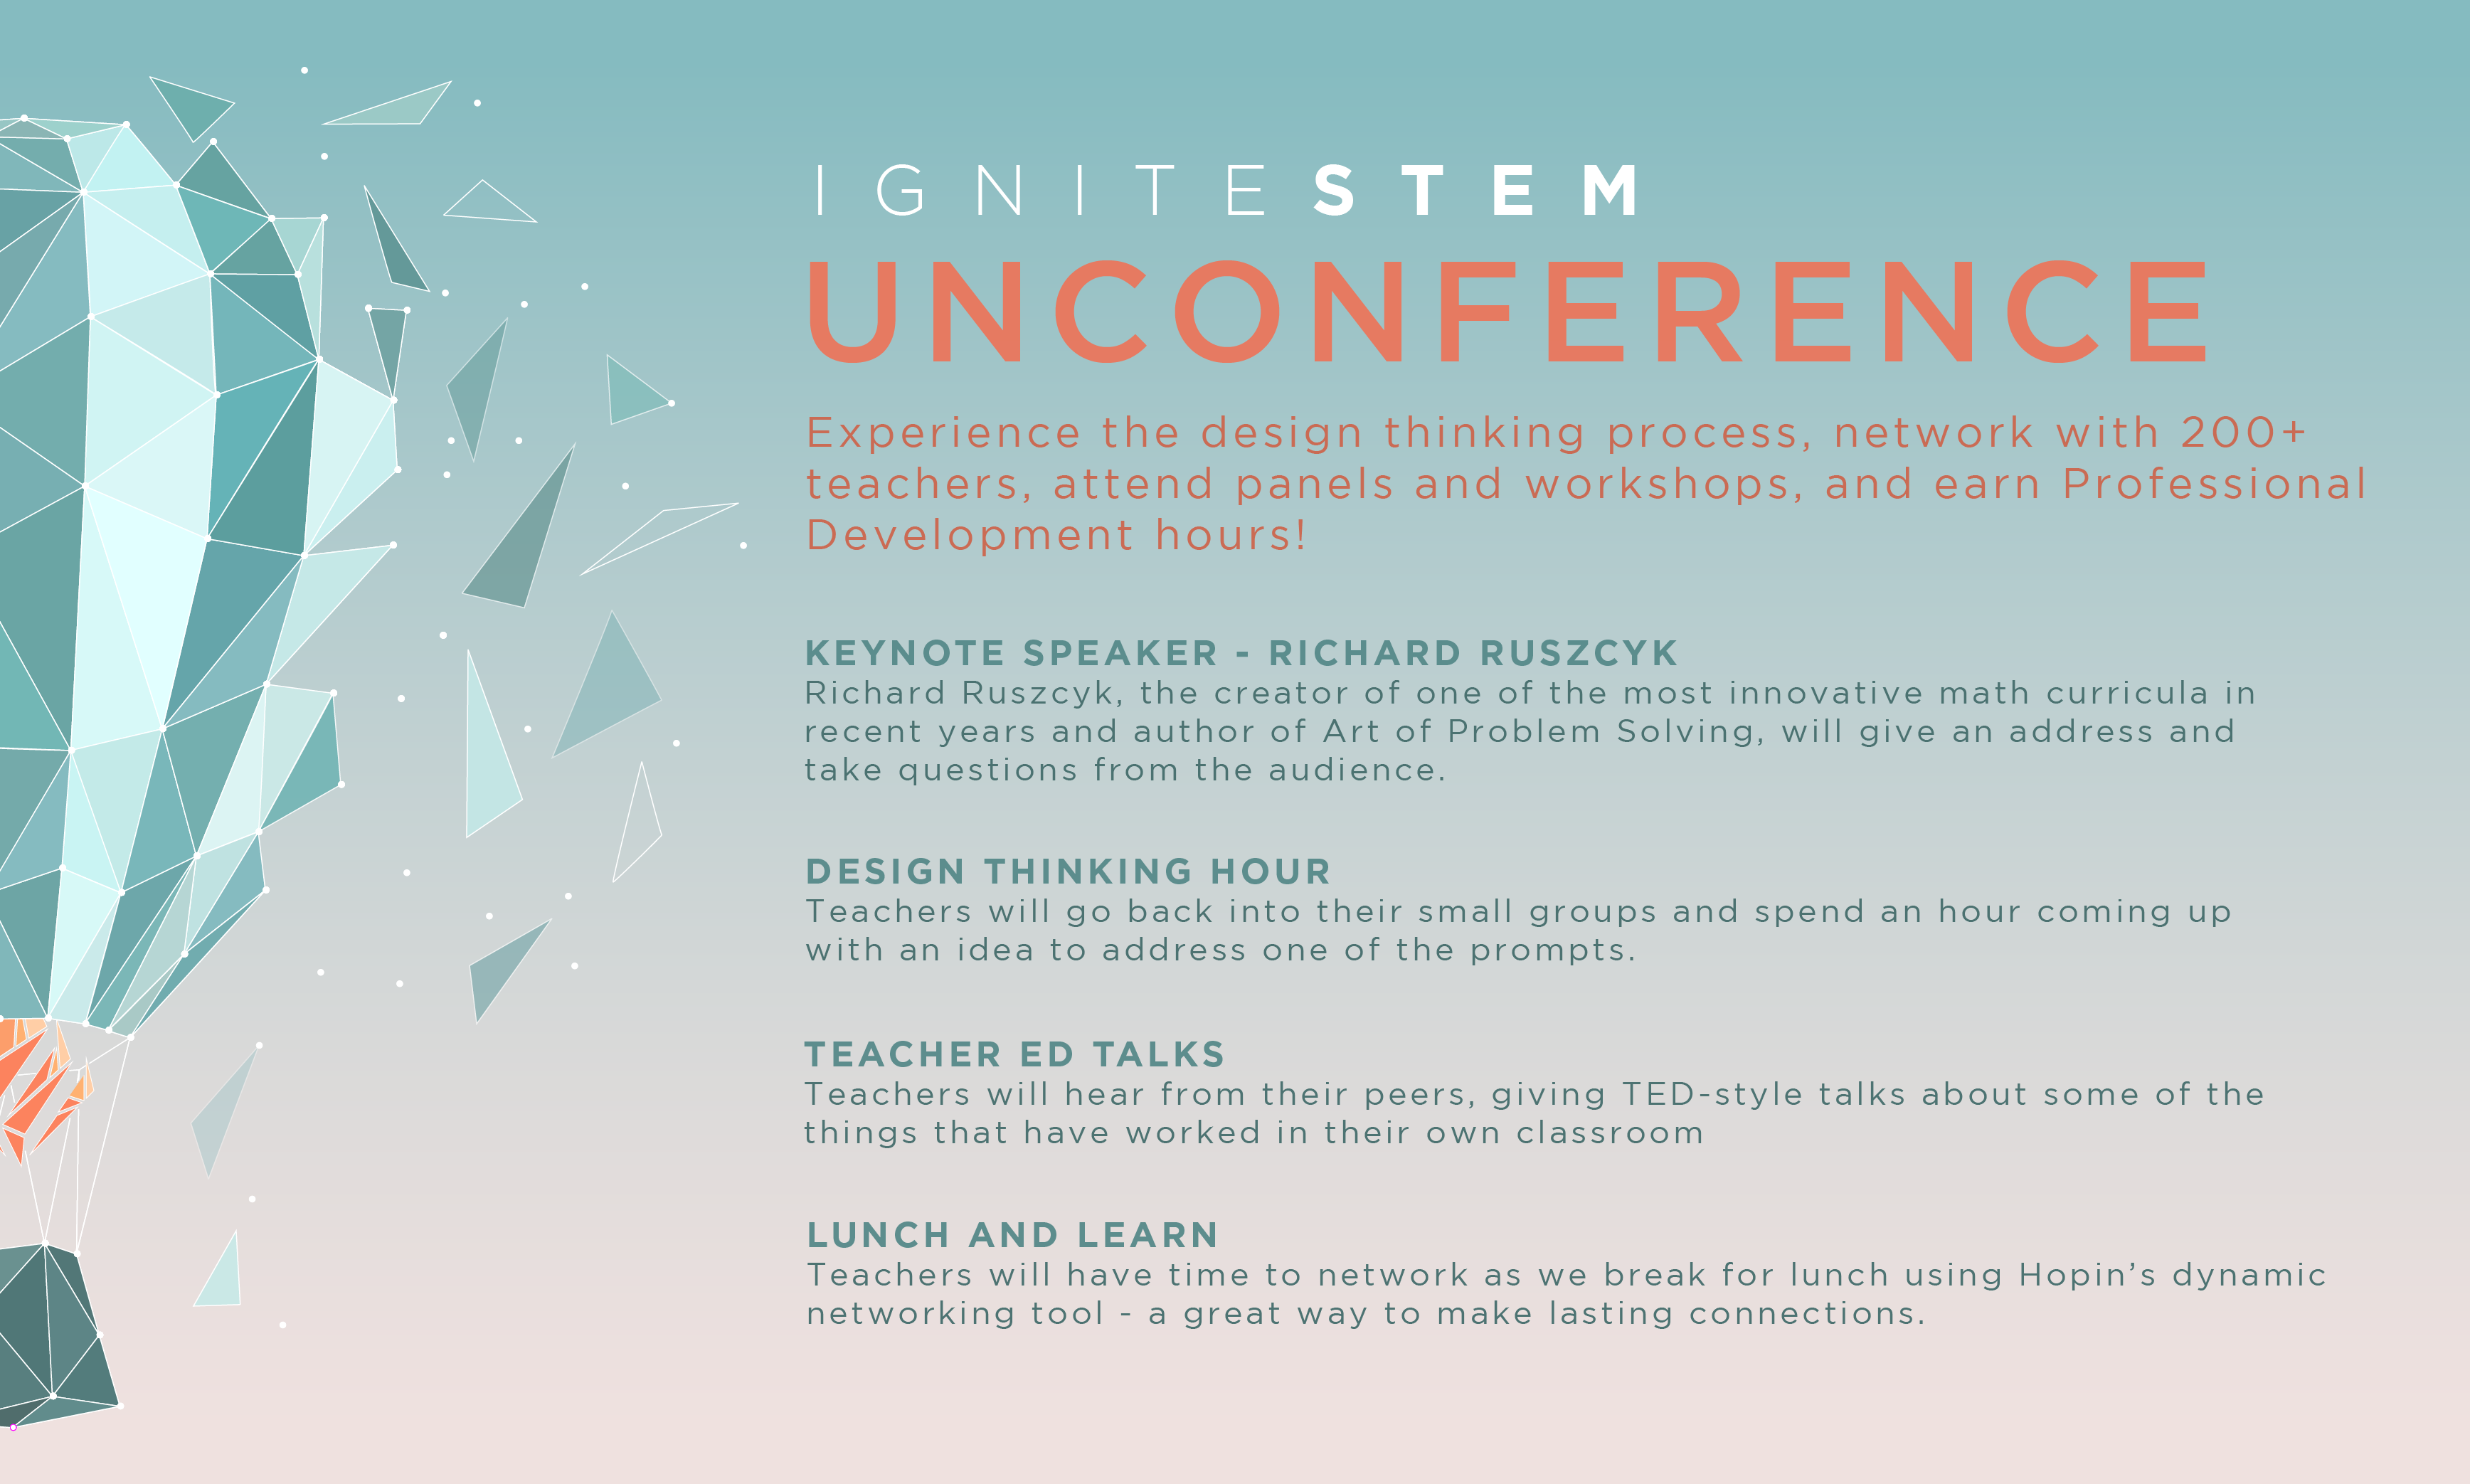 IGNITESTEM
UNCONFERENCE
Experience the design thinking process, network with 200+
teachers, attend panels and workshops, and earn Professional
Development hours!
KEYNOTE SPEAKER - RICHARD RUSZCYK
Richard Ruszcyk, the creator of one of the most innovative math curricula in
recent years and author of Art of Problem Solving, will give an address and
take questions from the audience.
DESIGN THINKING HOUR
Teachers will go back into their small groups and spend an hour coming up
with an idea to address one of the prompts.
TEACHER ED TALKS
Teachers will hear from their peers, giving TED-style talks about some of the
things that have worked in their own classroom
LUNCH AND LEARN
Teachers will have time to network as we break for lunch using Hopin’s dynamic
networking tool - a great way to make lasting connections.